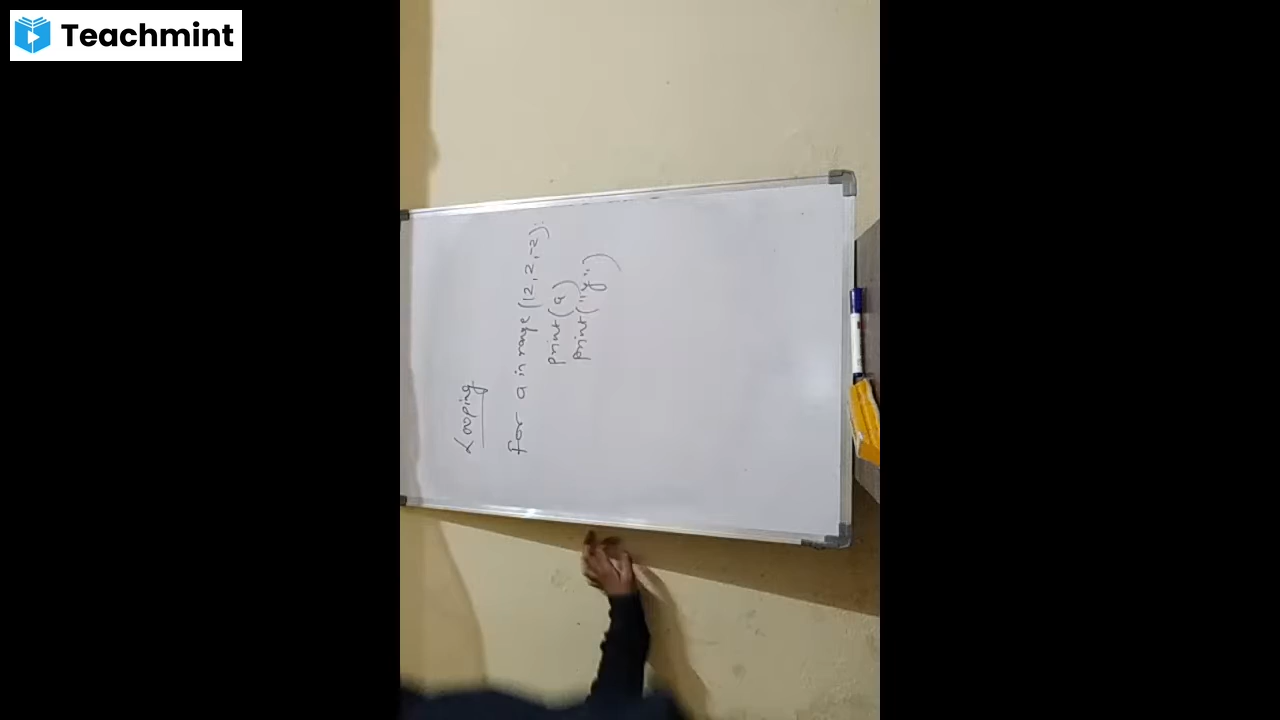 Teachmint
Looping
for a in range (12, 2, -2):
print(a)
print("y")